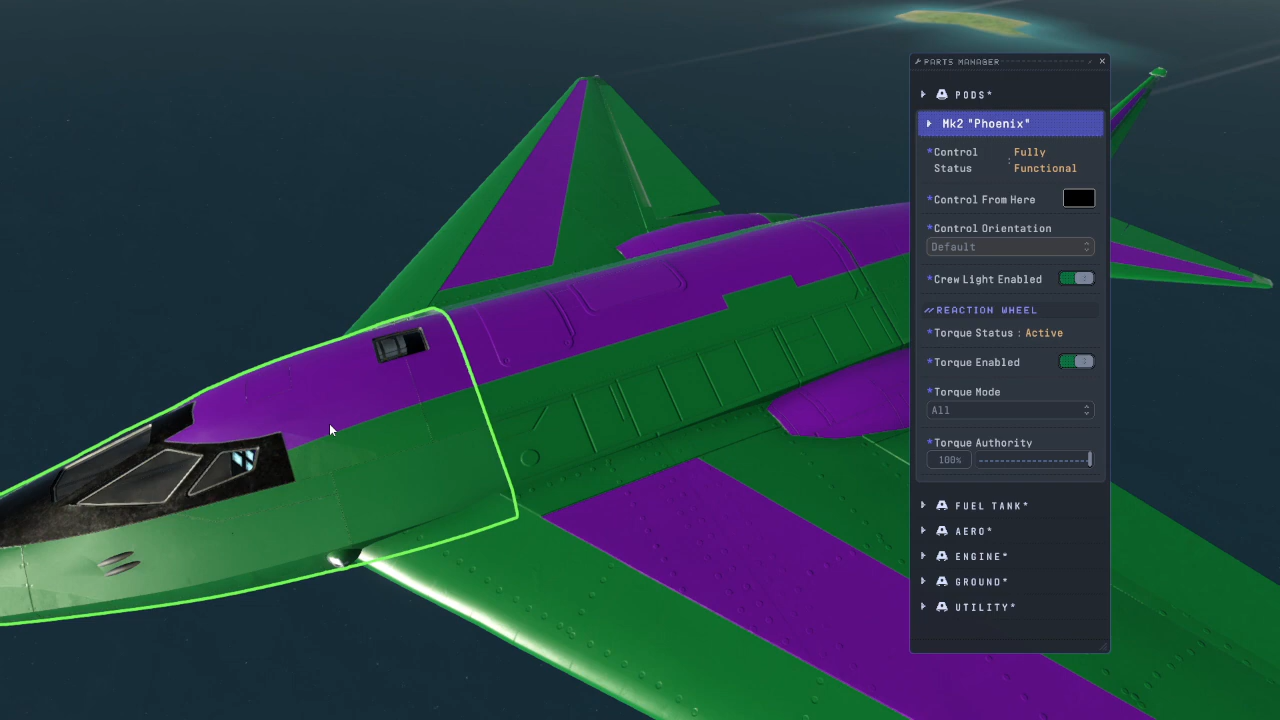 PARTS MANAGER
PODS*
Mk2 "Phoenix"
*Control Status : Fully Functional
*Control From Here
*Control Orientation
Default
*Crew Light Enabled
REACTION WHEEL
*Torque Status : Active
*Torque Enabled
*Torque Mode
All
*Torque Authority
100%
FUEL TANK*
AERO*
ENGINE*
GROUND*
UTILITY*